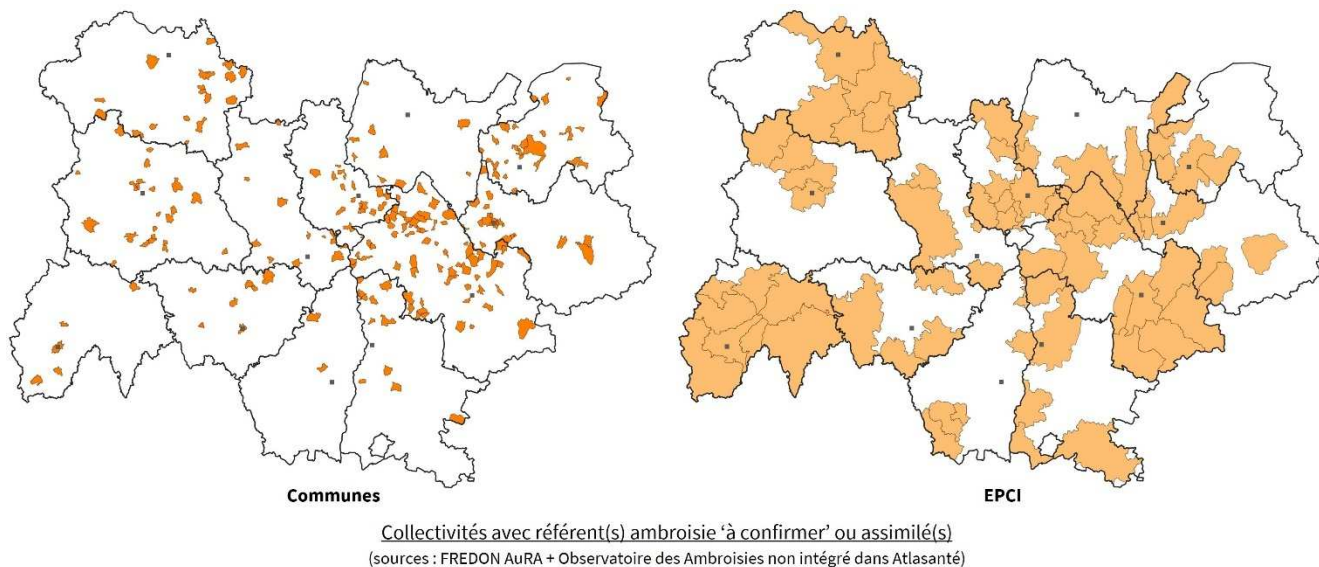 Communes
EPCI
Collectivités avec référent(s) ambroisie ‘à confirmer’ ou assimilé(s)
(sources : FREDON AuRA + Observatoire des Ambroisies non intégré dans Atlasanté)